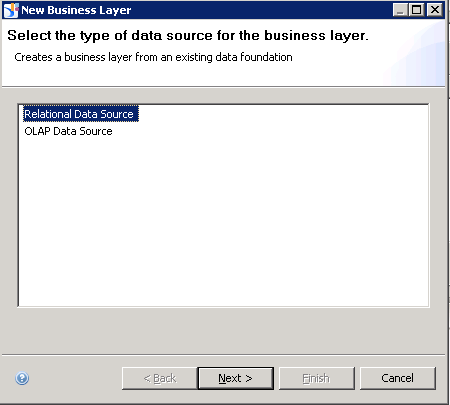 New Business Layer
Select the type of data source for the business layer.
Creates a business layer from an existing data foundation
Relational Data Source
OLAP Data Source
< Back
Next >
Finish
Cancel